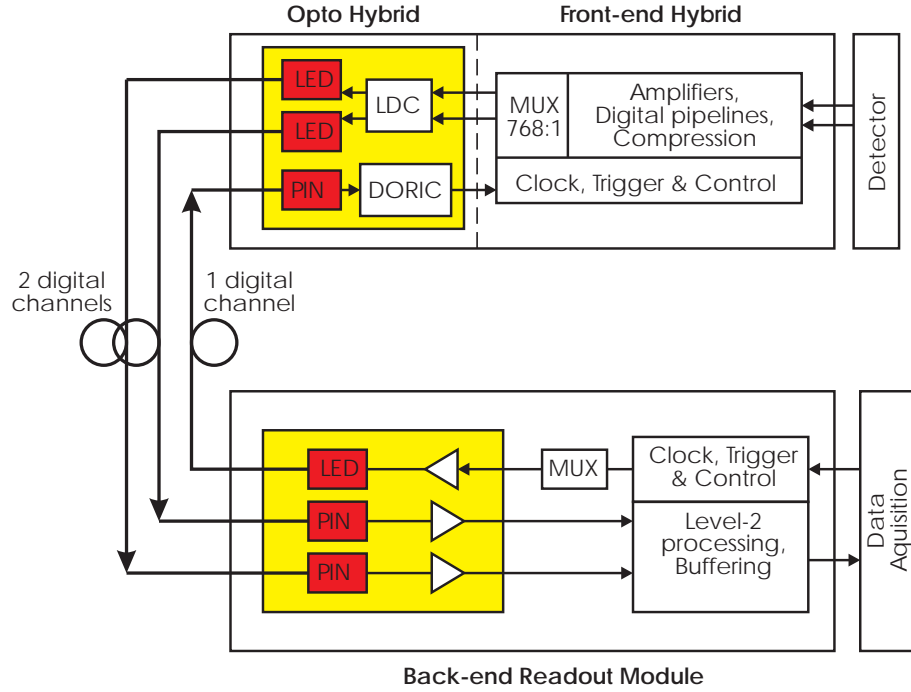 Opto Hybrid
Front-end Hybrid
LED
LED
LDC
MUX
768:1
Amplifiers,
Digital pipelines,
Compression
PIN
DORIC
Clock, Trigger & Control
Detector
2 digital
channels
1 digital
channel
LED
MUX
Clock, Trigger
& Control
PIN
PIN
Level-2
processing,
Buffering
Data
Aquisition
Back-end Readout Module